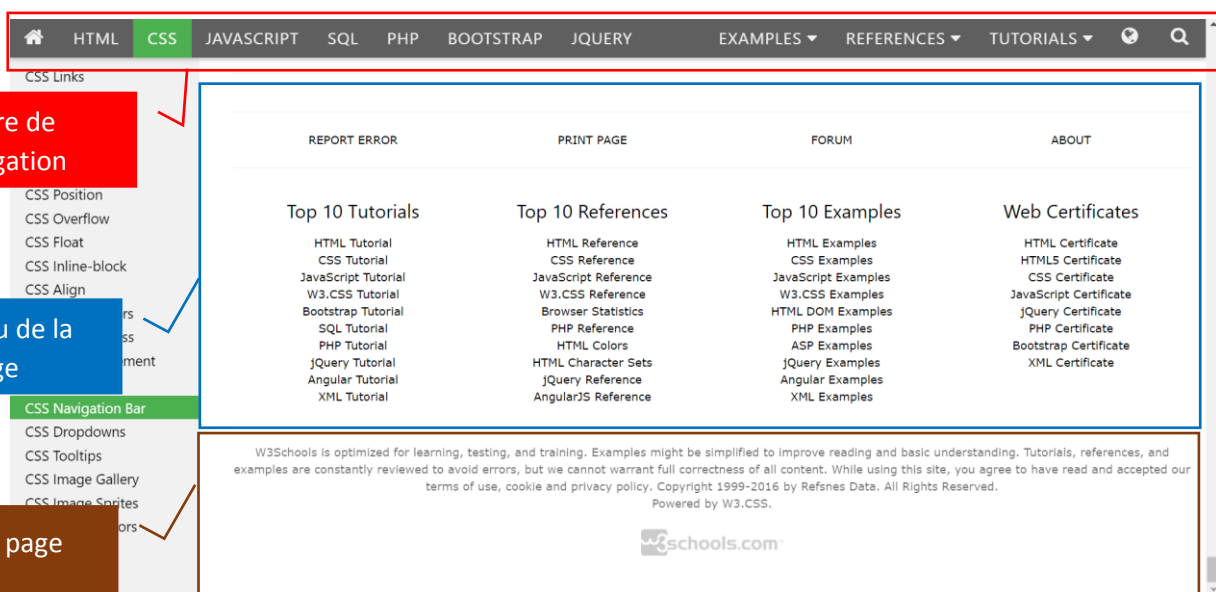 HTML CSS JAVASCRIPT SQL PHP BOOTSTRAP JQUERY EXAMPLES REFERENCES TUTORIALS
CSS Links
re de
gation
CSS Position
CSS Overflow
CSS Float
CSS Inline-block
CSS Align
rs
ss
u de la
ge
ement
CSS Navigation Bar
CSS Dropdowns
CSS Tooltips
CSS Image Gallery
CSS Image Sprites
ors
page
REPORT ERROR PRINT PAGE FORUM ABOUT
Top 10 Tutorials
HTML Tutorial
CSS Tutorial
JavaScript Tutorial
W3.CSS Tutorial
Bootstrap Tutorial
SQL Tutorial
PHP Tutorial
jQuery Tutorial
Angular Tutorial
XML Tutorial
Top 10 References
HTML Reference
CSS Reference
JavaScript Reference
W3.CSS Reference
Browser Statistics
PHP Reference
HTML Colors
HTML Character Sets
jQuery Reference
AngularJS Reference
Top 10 Examples
HTML Examples
CSS Examples
JavaScript Examples
W3.CSS Examples
HTML DOM Examples
PHP Examples
ASP Examples
jQuery Examples
Angular Examples
XML Examples
Web Certificates
HTML Certificate
HTML5 Certificate
CSS Certificate
JavaScript Certificate
jQuery Certificate
PHP Certificate
Bootstrap Certificate
XML Certificate
W3Schools is optimized for learning, testing, and training. Examples might be simplified to improve reading and basic understanding. Tutorials, references, and
examples are constantly reviewed to avoid errors, but we cannot warrant full correctness of all content. While using this site, you agree to have read and accepted our
terms of use, cookie and privacy policy. Copyright 1999-2016 by Refsnes Data. All Rights Reserved.
Powered by W3.CSS.
w3schools.com